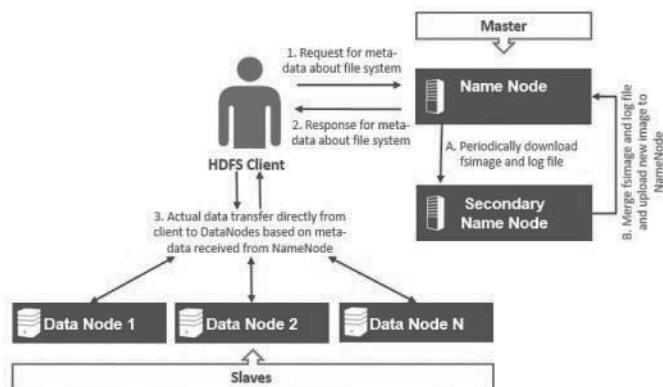 Master
1. Request for meta-
data about file system
Name Node
2. Response for meta-
data about file system
HDFS Client
A. Periodically download
fsimage and log file
B. Merge fsimage and log file
and upload new image to
NameNode
Secondary
Name Node
3. Actual data transfer directly from
client to DataNodes based on meta-
data received from NameNode
Data Node 1
Data Node 2
Data Node N
Slaves